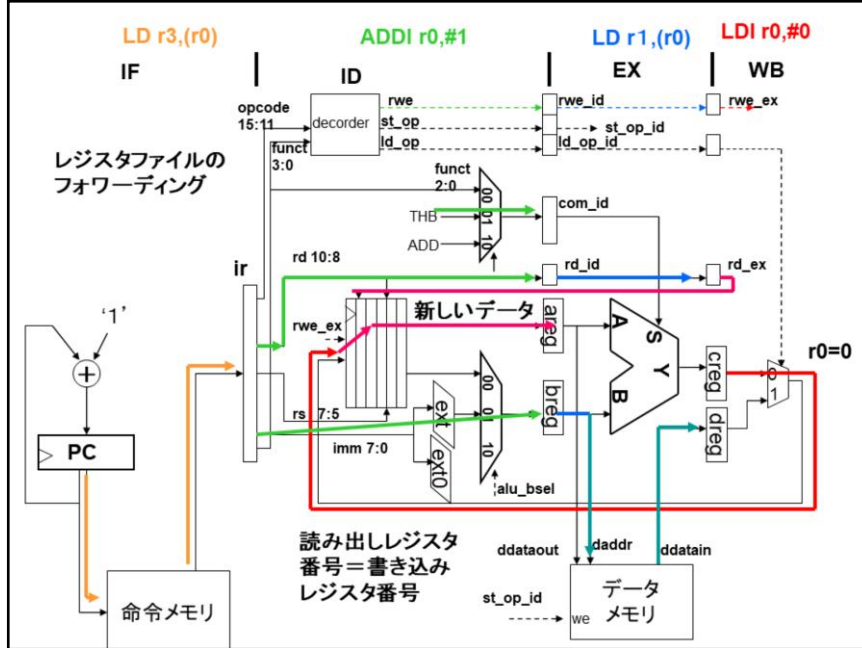 LD r3,(r0)
ADDI r0,#1
LD r1,(r0)
LDI r0,#0
IF
ID
EX
WB
opcode
15:11
decorder
rwe
st_op
ld_op
rwe_id
st_op_id
ld_op_id
rwe_ex
funct
3:0
レジスタファイルの
フォワーディング
funct
2:0
THB
ADD
00
01
10
com_id
ir
rd 10:8
rd_id
rd_ex
'1'
+
rwe_ex
新しいデータ
areg
A
S
Y
B
creg
0
1
r0=0
00
01
10
ext
breg
dreg
rs 7:5
imm 7:0
ext0
PC
alu_bsel
読み出しレジスタ
番号＝書き込み
レジスタ番号
ddataout
daddr
ddatain
命令メモリ
st_op_id
we
データ
メモリ